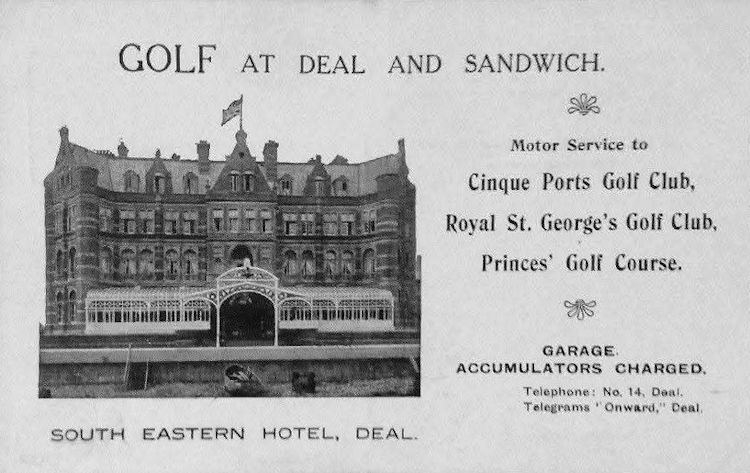 GOLF AT DEAL AND SANDWICH.
Motor Service to
Cinque Ports Golf Club,
Royal St. George's Golf Club,
Princes' Golf Course.
GARAGE.
ACCUMULATORS CHARGED.
Telephone: No. 14, Deal.
Telegrams "Onward," Deal.
SOUTH EASTERN HOTEL, DEAL.